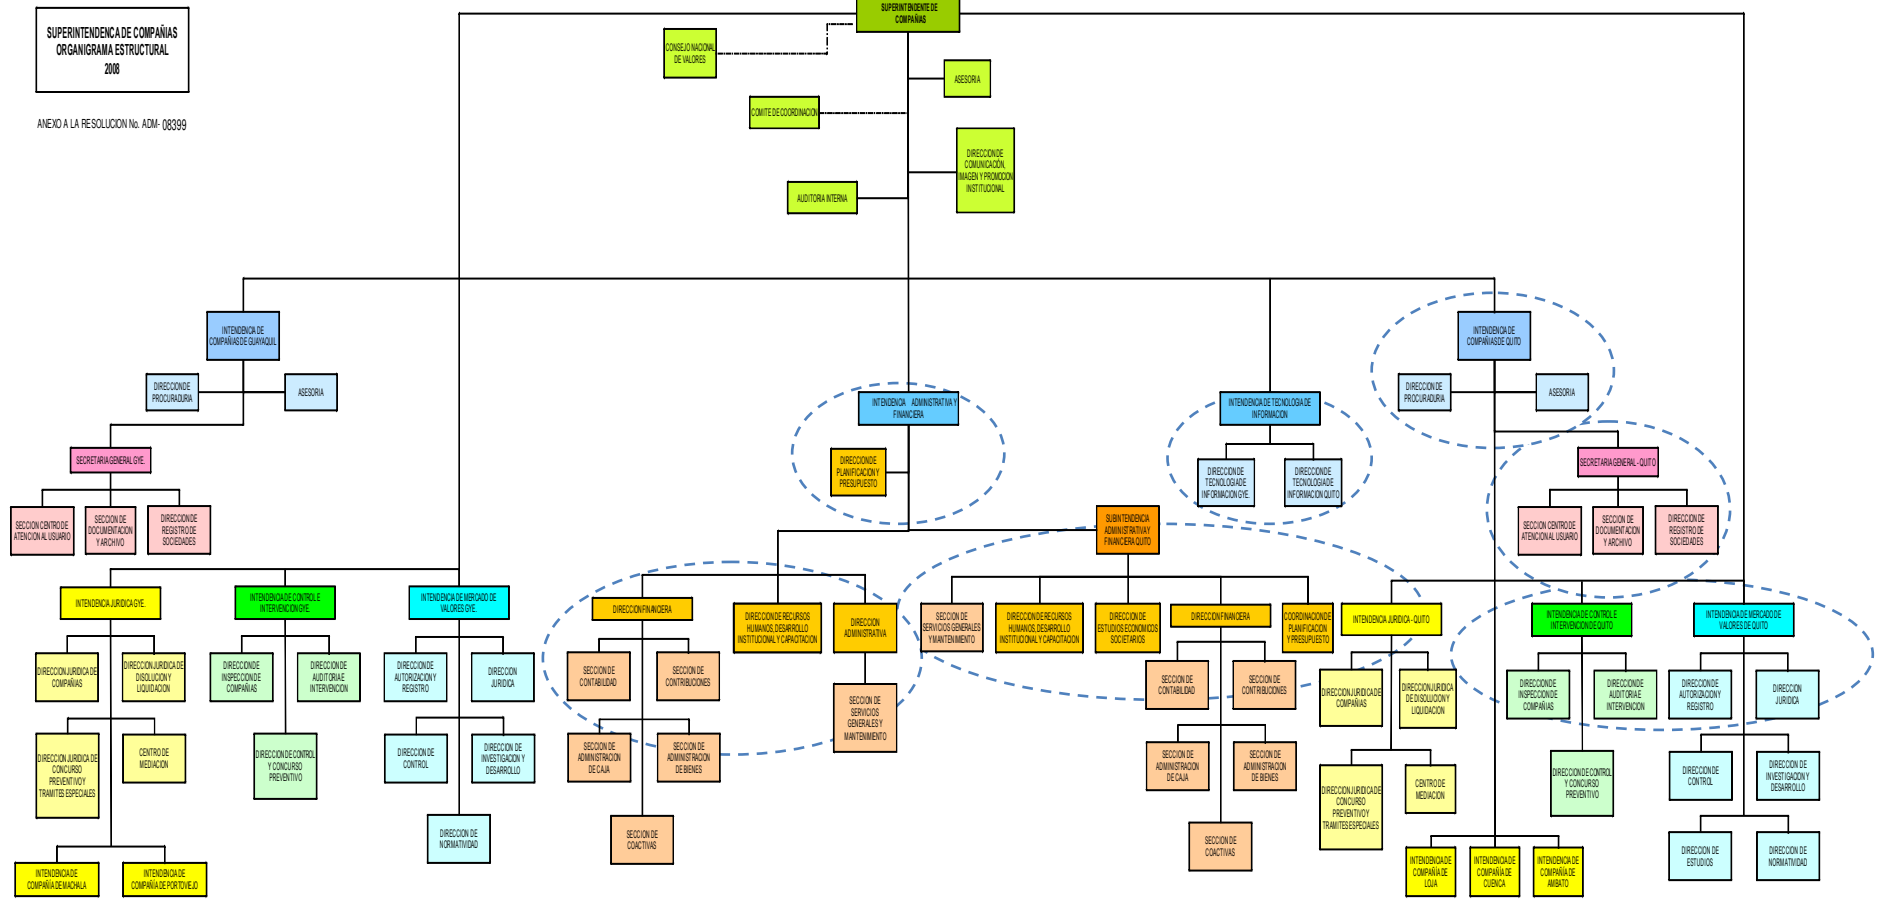 SUPERINTENDENTE DE
COMPAÑIAS
SUPERINTENDENCA DE COMPAÑIAS
ORGANIGRAMA ESTRUCTURAL
2008
CONSEJO NACIONAL
DE VALORES
ASESORIA
COMITE DE COORDINACION
ANEXO A LA RESOLUCION No. ADM- 08399
DIRECCION DE
COMUNICACIÓN,
IMAGEN Y PROMOCION
INSTITUCIONAL
AUDITORIA INTERNA
INTENDENCIA DE
COMPAÑIAS DE GUAYAQUIL
INTENDENCIA DE
COMPAÑIAS DE QUITO
DIRECCION DE
PROCURADURIA
ASESORIA
INTENDENCIA ADMINISTRATIVA Y
FINANCIERA
INTENDENCIA DE TECNOLOGIA DE
INFORMACION
DIRECCION DE
PROCURADURIA
ASESORIA
SECRETARIA GENERAL GYE.
DIRECCION DE
PLANIFICACION Y
PRESUPUESTO
DIRECCION DE
TECNOLOGIA DE
INFORMACION GYE.
DIRECCION DE
TECNOLOGIA DE
INFORMACION QUITO
SECRETARIA GENERAL - QUITO
SECCION CENTRO DE
ATENCION AL USUARIO
SECCION DE
DOCUMENTACION
Y ARCHIVO
DIRECCION DE
REGISTRO DE
SOCIEDADES
SUBINTENDENCIA
ADMINISTRATIVA Y
FINANCIERA QUITO
SECCION CENTRO DE
ATENCION AL USUARIO
SECCION DE
DOCUMENTACION
Y ARCHIVO
DIRECCION DE
REGISTRO DE
SOCIEDADES
INTENDENCIA JURIDICA GYE.
INTENDENCIA DE CONTROL E
INTERVENCION GYE.
INTENDENCIA DE MERCADO DE
VALORES GYE.
DIRECCION FINANCIERA
DIRECCION DE RECURSOS
HUMANOS, DESARROLLO
INSTITUCIONAL Y CAPACITACION
DIRECCION
ADMINISTRATIVA
SECCION DE
SERVICIOS GENERALES
Y MANTENIMIENTO
DIRECCION DE RECURSOS
HUMANOS, DESARROLLO
INSTITUCIONAL Y CAPACITACION
DIRECCION DE
ESTUDIOS ECONOMICOS
SOCIETARIOS
DIRECCION FINANCIERA
COORDINACION DE
PLANIFICACION
Y PRESUPUESTO
INTENDENCIA JURIDICA - QUITO
INTENDENCIA DE CONTROL E
INTERVENCION DE QUITO
INTENDENCIA DE MERCADO DE
VALORES DE QUITO
DIRECCION JURIDICA DE
COMPAÑIAS
DIRECCION JURIDICA DE
DISOLUCION Y
LIQUIDACION
DIRECCION DE
INSPECCION DE
COMPAÑIAS
DIRECCION DE
AUDITORIA E
INTERVENCION
DIRECCION DE
AUTORIZACION Y
REGISTRO
DIRECCION
JURIDICA
SECCION DE
CONTABILIDAD
SECCION DE
CONTRIBUCIONES
SECCION DE
SERVICIOS
GENERALES Y
MANTENIMIENTO
SECCION DE
CONTABILIDAD
SECCION DE
CONTRIBUCIONES
DIRECCION JURIDICA DE
COMPAÑIAS
DIRECCION JURIDICA
DE DISOLUCION Y
LIQUIDACION
DIRECCION DE
INSPECCION DE
COMPAÑIAS
DIRECCION DE
AUDITORIA E
INTERVENCION
DIRECCION DE
AUTORIZACION Y
REGISTRO
DIRECCION
JURIDICA
DIRECCION JURIDICA DE
CONCURSO
PREVENTIVO Y
TRAMITES ESPECIALES
CENTRO DE
MEDIACION
DIRECCION DE CONTROL
Y CONCURSO
PREVENTIVO
DIRECCION DE
CONTROL
DIRECCION DE
INVESTIGACION Y
DESARROLLO
SECCION DE
ADMINISTRACION
DE CAJA
SECCION DE
ADMINISTRACION
DE BIENES
SECCION DE
ADMINISTRACION
DE CAJA
SECCION DE
ADMINISTRACION
DE BIENES
DIRECCION JURIDICA DE
CONCURSO
PREVENTIVO Y
TRAMITES ESPECIALES
CENTRO DE
MEDIACION
DIRECCION DE CONTROL
Y CONCURSO
PREVENTIVO
DIRECCION DE
CONTROL
DIRECCION DE
INVESTIGACION Y
DESARROLLO
DIRECCION DE
NORMATIVIDAD
SECCION DE
COACTIVAS
SECCION DE
COACTIVAS
DIRECCION DE
ESTUDIOS
DIRECCION DE
NORMATIVIDAD
INTENDENCIA DE
COMPAÑÍA DE MACHALA
INTENDENCIA DE
COMPAÑÍA DE PORTOVIEJO
INTENDENCIA DE
COMPAÑÍA DE
LOJA
INTENDENCIA DE
COMPAÑÍA DE
CUENCA
INTENDENCIA DE
COMPAÑÍA DE
AMBATO